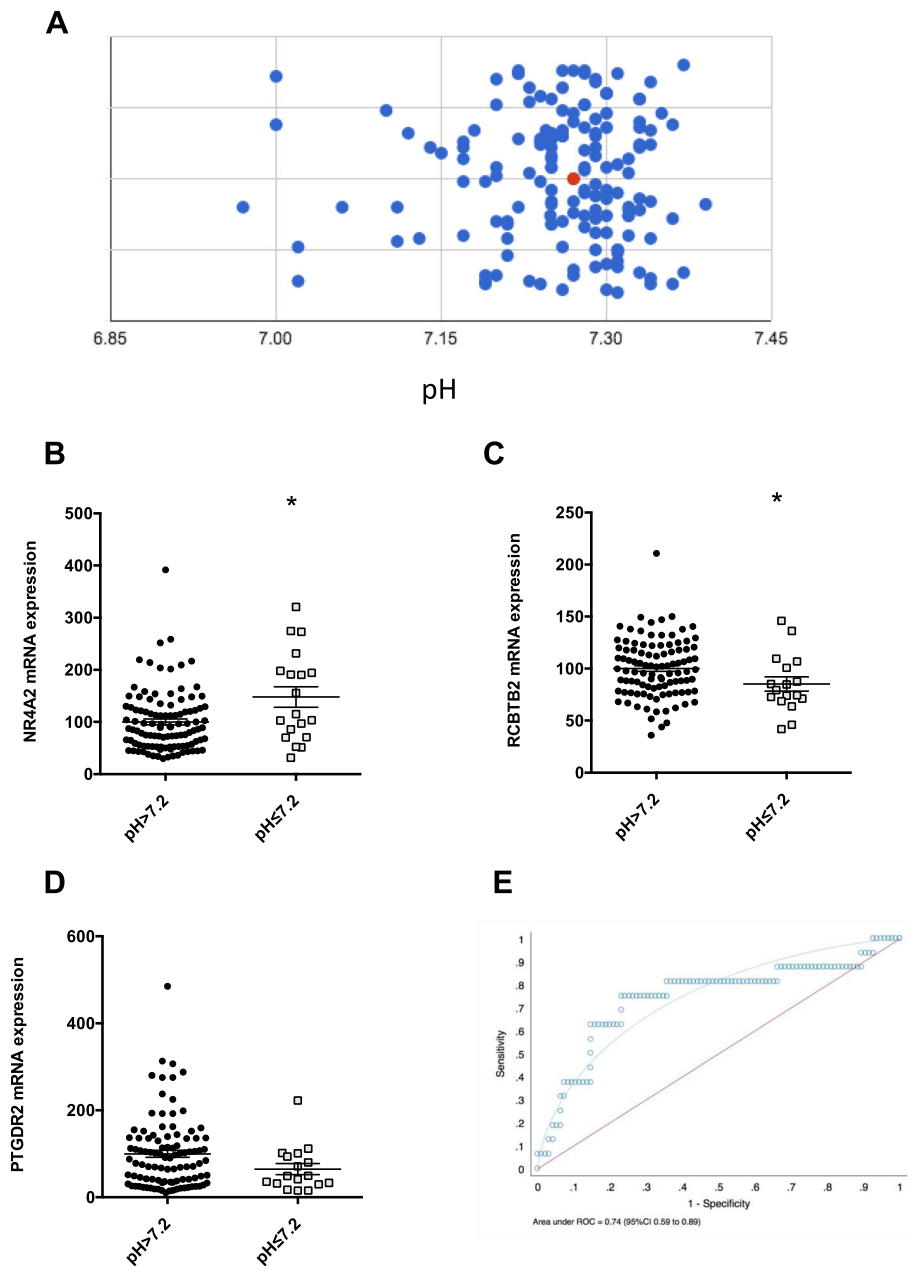 A
6.85 7.00 7.15 7.30 7.45
pH
B
*
500
400
300
200
100
0
NR4A2 mRNA expression
pH>7.2 pH≤7.2
C
*
250
200
150
100
50
0
RCBTB2 mRNA expression
pH>7.2 pH≤7.2
D
600
400
200
0
PTGDR2 mRNA expression
pH>7.2 pH≤7.2
E
1
.9
.8
.7
.6
.5
.4
.3
.2
.1
0
Sensitivity
0 .1 .2 .3 .4 .5 .6 .7 .8 .9 1
1 - Specificity
Area under ROC = 0.74 (95%CI 0.59 to 0.89)